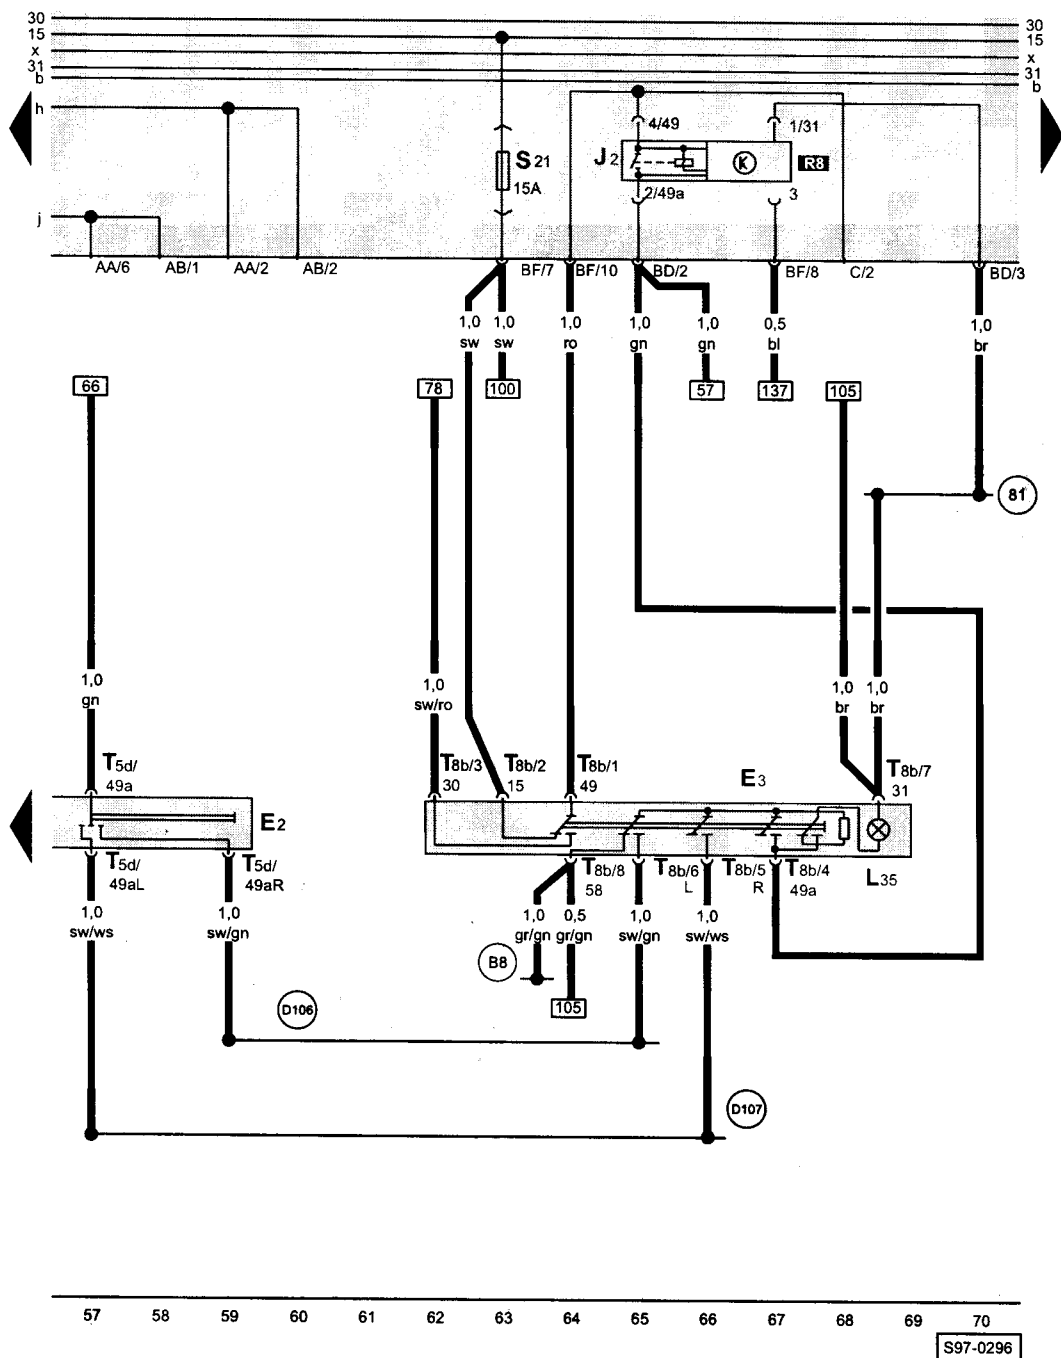 30 30
15 15
x x
31 31
b b
h
4/49 1/31
J2 K R8
S21
15A
2/49a 3
j
AA/6 AB/1 AA/2 AB/2 BF/7 BF/10 BD/2 BF/8 C/2 BD/3
1,0 1,0 1,0 1,0 1,0 0,5 1,0
sw sw ro gn gn bl br
66 78 100 57 137 105
81
1,0 1,0 1,0 1,0
gn sw/ro br br
T5d/ T8b/3 T8b/2 T8b/1 E3 T8b/7
49a 30 15 49 31
E2
T5d/ T5d/ T8b/8 T8b/6 T8b/5 T8b/4 L35
49aL 49aR 58 L R 49a
1,0 1,0 1,0 0,5 1,0 1,0
sw/ws sw/gn gr/gn gr/gn sw/gn sw/ws
B8
D106 105
D107
57 58 59 60 61 62 63 64 65 66 67 68 69 70
S97-0296